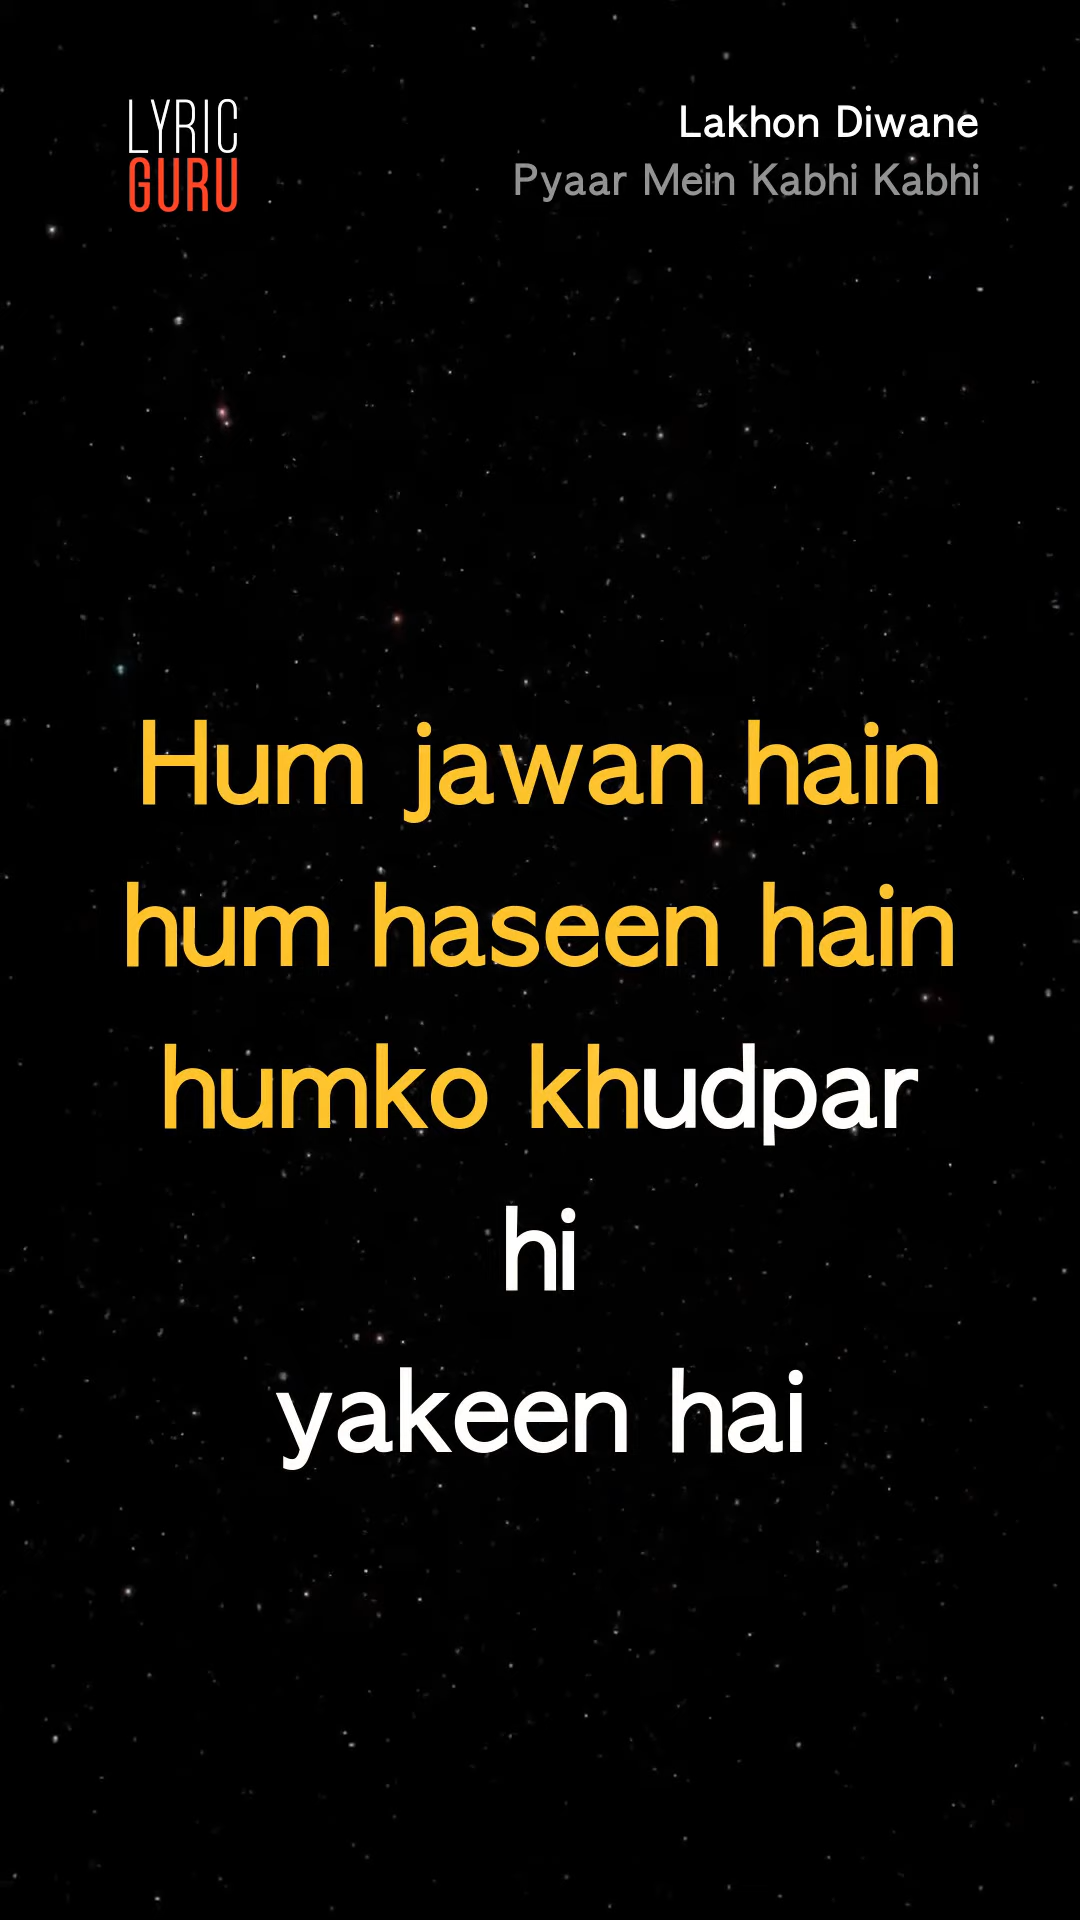 LYRIC
GURU
Lakhon Diwane
Pyaar Mein Kabhi Kabhi
Hum jawan hain
hum haseen hain
humko khudpar
hi
yakeen hai